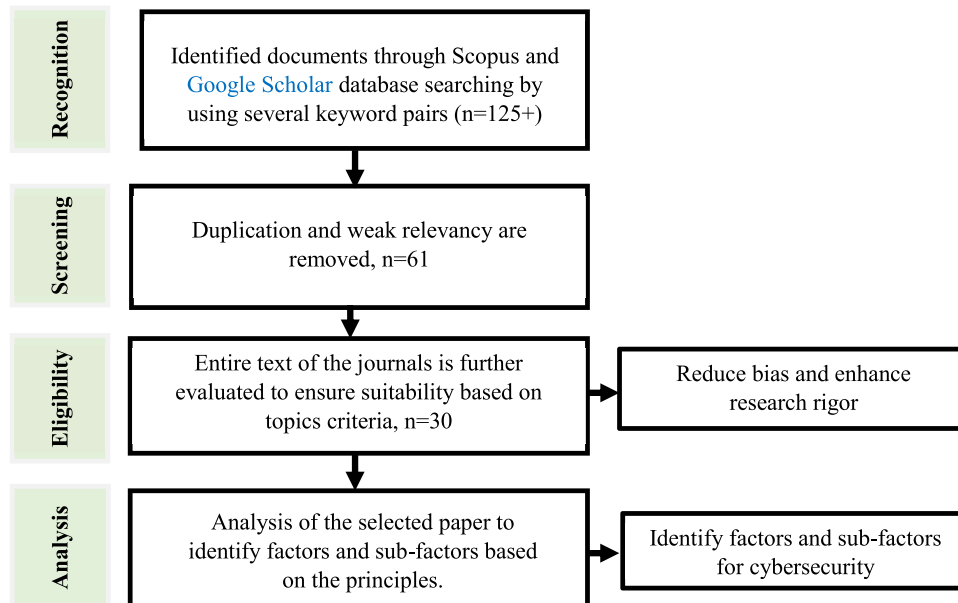 Recognition
Identified documents through Scopus and
Google Scholar database searching by
using several keyword pairs (n=125+)
Screening
Duplication and weak relevancy are
removed, n=61
Eligibility
Entire text of the journals is further
evaluated to ensure suitability based on
topics criteria, n=30
Reduce bias and enhance
research rigor
Analysis
Analysis of the selected paper to
identify factors and sub-factors based
on the principles.
Identify factors and sub-factors
for cybersecurity